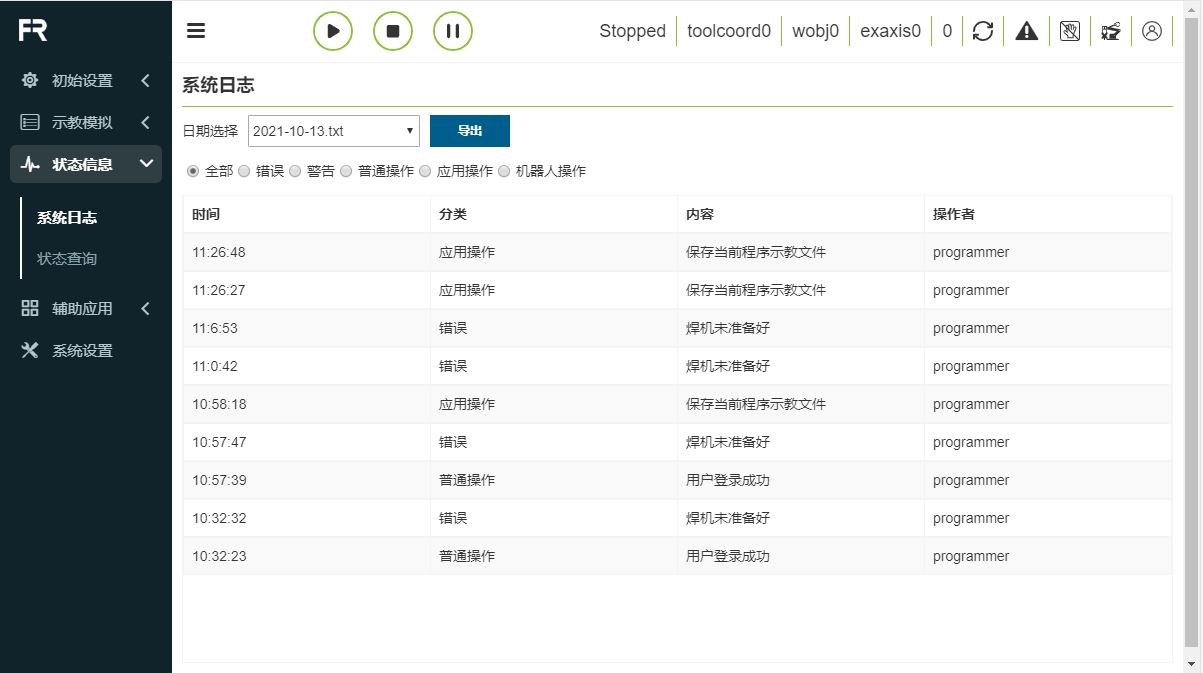 FR
Stopped toolcoord0 wobj0 exaxis0 0
初始设置
示教模拟
状态信息
系统日志
状态查询
辅助应用
系统设置
系统日志
日期选择 2021-10-13.txt 导出
全部 错误 警告 普通操作 应用操作 机器人操作
时间 分类 内容 操作者
11:26:48 应用操作 保存当前程序示教文件 programmer
11:26:27 应用操作 保存当前程序示教文件 programmer
11:6:53 错误 焊机未准备好 programmer
11:0:42 错误 焊机未准备好 programmer
10:58:18 应用操作 保存当前程序示教文件 programmer
10:57:47 错误 焊机未准备好 programmer
10:57:39 普通操作 用户登录成功 programmer
10:32:32 错误 焊机未准备好 programmer
10:32:23 普通操作 用户登录成功 programmer